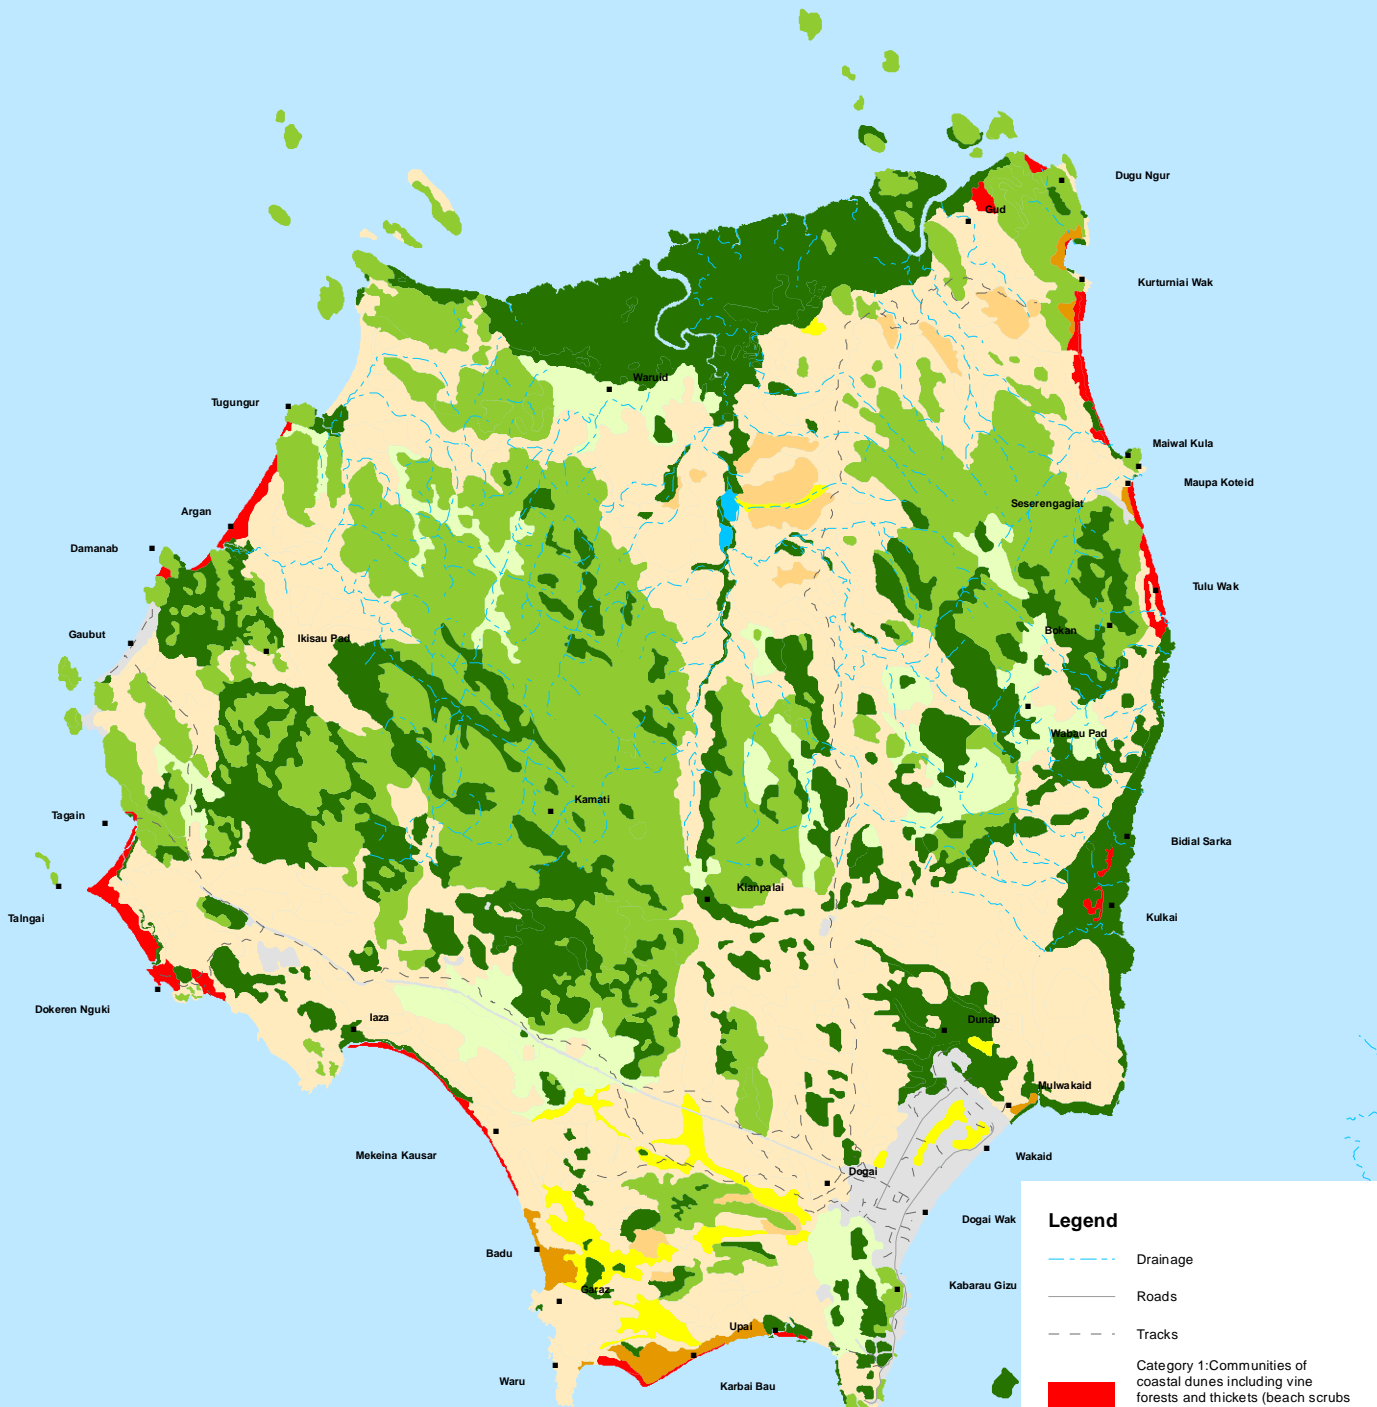 Dugu Ngur
Gud
Kurturniai Wak
Waruid
Tugungur
Maiwal Kula
Maupa Koteid
Seserengagiat
Argan
Damanab
Tulu Wak
Gaubut
Ikisau Pad
Bokan
Wabau Pad
Kamati
Tagain
Bidial Sarka
Klanpalai
Talngai
Kulkai
Dokeren Nguki
Iaza
Dunab
Mulwakaid
Mekeina Kausar
Wakaid
Dogai
Dogai Wak
Badu
Kabarau Gizu
Garaz
Upai
Waru
Karbai Bau
Legend
Drainage
Roads
Tracks
Category 1:Communities of
coastal dunes including vine
forests and thickets (beach scrubs